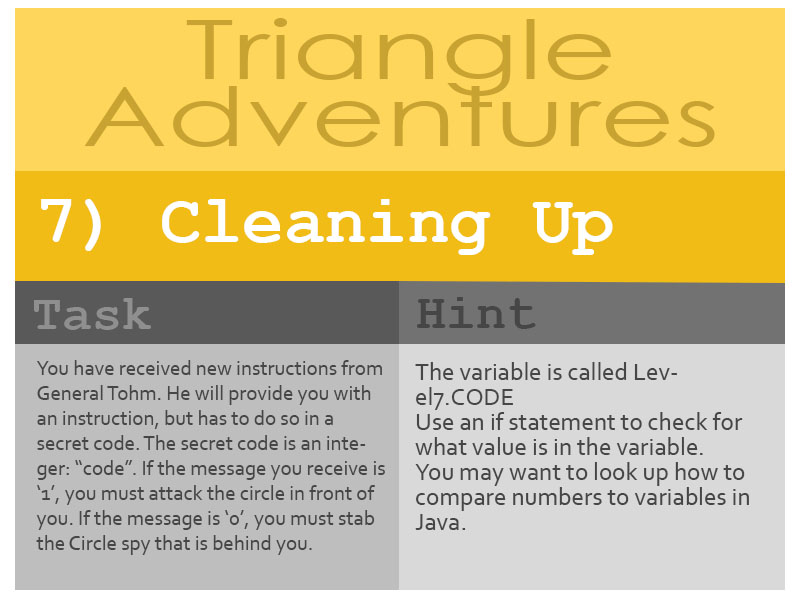 Triangle
Adventures
7) Cleaning Up
Task
You have received new instructions from
General Tohm. He will provide you with
an instruction, but has to do so in a
secret code. The secret code is an inte-
ger: “code”. If the message you receive is
‘1’, you must attack the circle in front of
you. If the message is ‘0’, you must stab
the Circle spy that is behind you.
Hint
The variable is called Lev-
el7.CODE
Use an if statement to check for
what value is in the variable.
You may want to look up how to
compare numbers to variables in
Java.